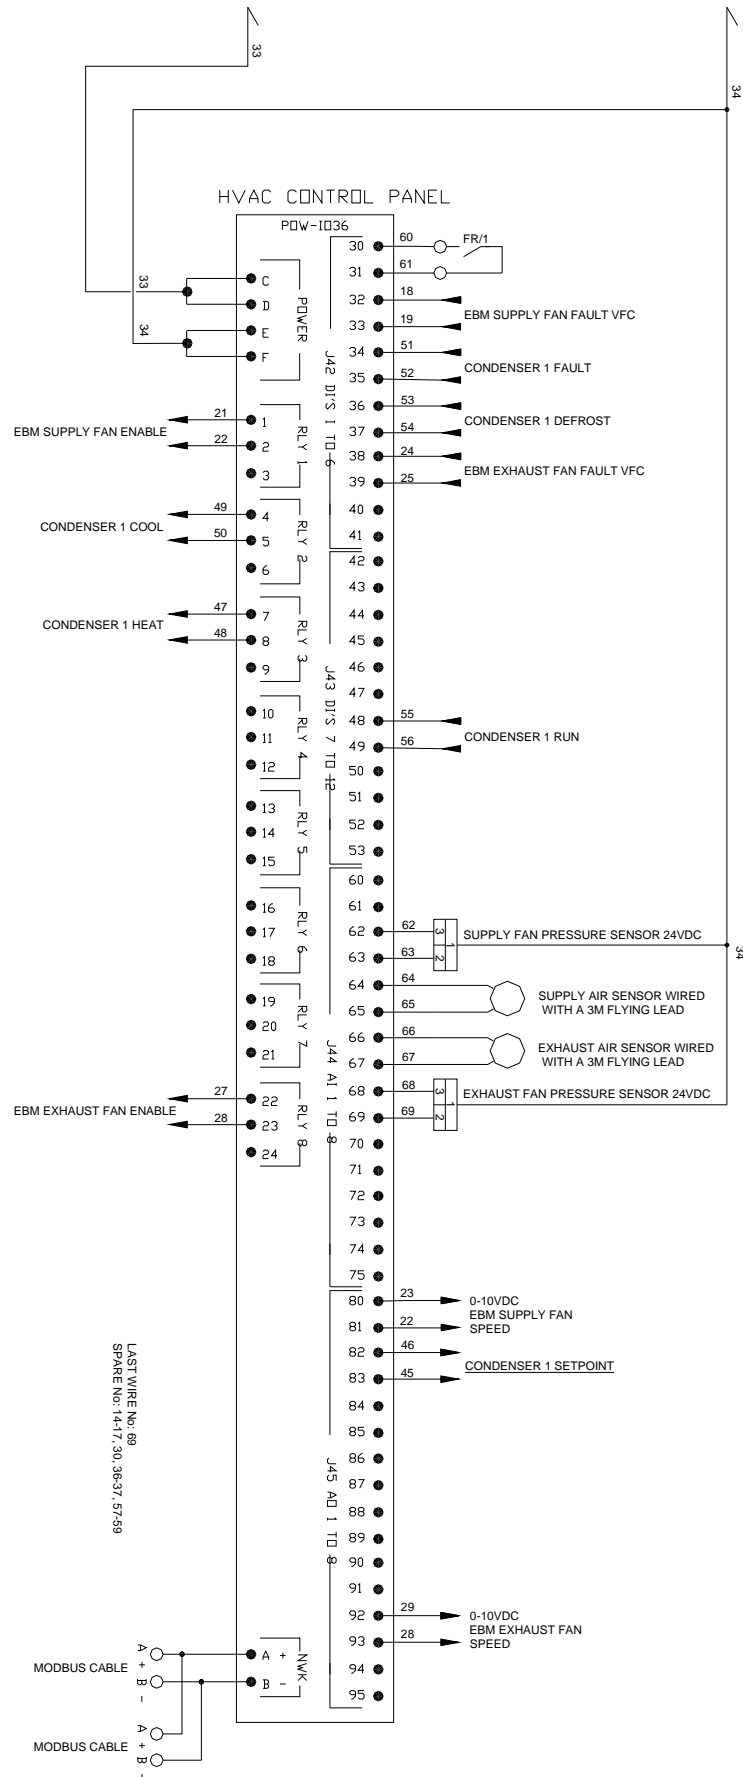 33
34
HVAC CONTROL PANEL
POW-IO36
33
34
C
D
E
F
POWER
21
22
EBM SUPPLY FAN ENABLE
1
2
3
RLY 1
49
50
CONDENSER 1 COOL
4
5
6
RLY 2
47
48
CONDENSER 1 HEAT
7
8
9
RLY 3
10
11
12
RLY 4
13
14
15
RLY 5
16
17
18
RLY 6
19
20
21
RLY 7
27
28
EBM EXHAUST FAN ENABLE
22
23
24
RLY 8
J42 DI'S 1 TO 6
30 60
31 61
FR/1
32 18
33 19
EBM SUPPLY FAN FAULT VFC
34 51
35 52
CONDENSER 1 FAULT
36 53
37 54
CONDENSER 1 DEFROST
38 24
39 25
EBM EXHAUST FAN FAULT VFC
40
41
J43 DI'S 7 TO 12
42
43
44
45
46
47
48 55
49 56
CONDENSER 1 RUN
50
51
52
53
J44 AI 1 TO 8
60
61
62 62
63 63
3 1 2
SUPPLY FAN PRESSURE SENSOR 24VDC
34
64 64
65 65
SUPPLY AIR SENSOR WIRED
WITH A 3M FLYING LEAD
66 66
67 67
EXHAUST AIR SENSOR WIRED
WITH A 3M FLYING LEAD
68 68
69 69
3 1 2
EXHAUST FAN PRESSURE SENSOR 24VDC
70
71
72
73
74
75
J45 AO 1 TO 8
80 23
81 22
0-10VDC
EBM SUPPLY FAN
SPEED
82 46
83 45
CONDENSER 1 SETPOINT
84
85
86
87
88
89
90
91
92 29
93 28
0-10VDC
EBM EXHAUST FAN
SPEED
94
95
LAST WIRE No: 69
SPARE No: 14-17, 30, 36-37, 57-59
A +
B -
NWK
A + B -
MODBUS CABLE
A + B -
MODBUS CABLE